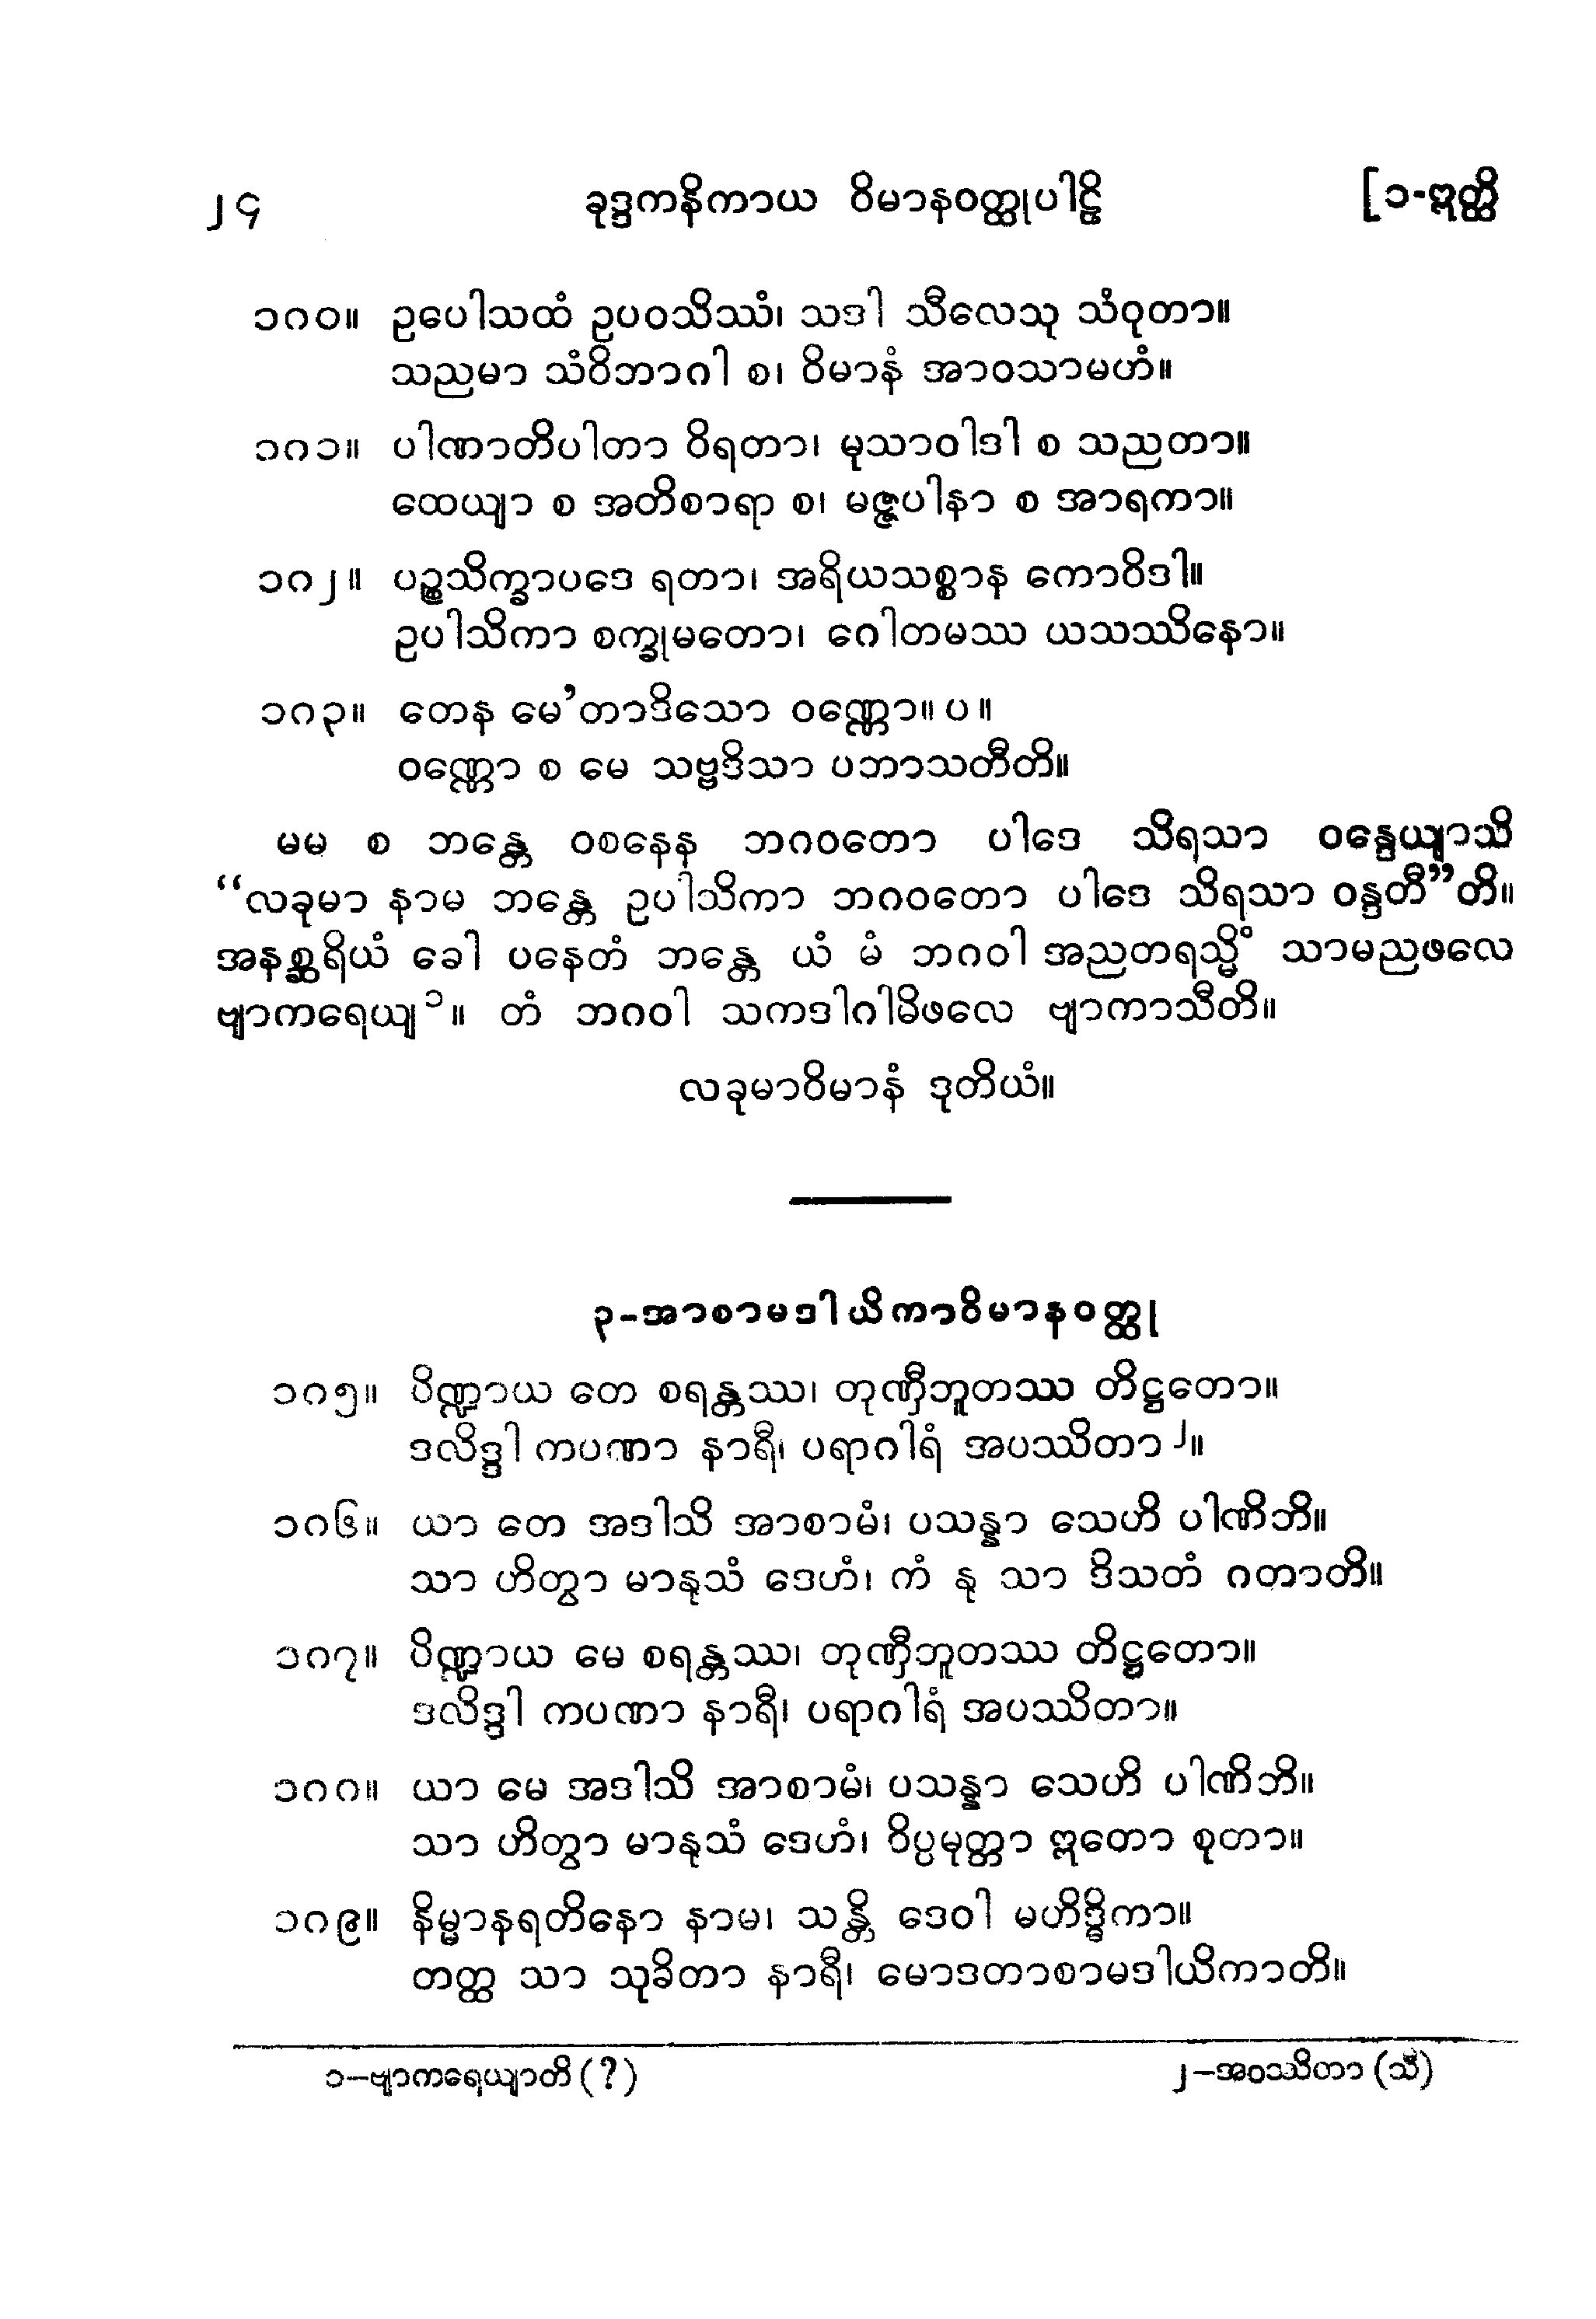 ၂၄ ခုဒ္ဒကနိကာယ ဝိမာနဝတ္ထုပါဠိ [၁-ဣတ္ထိ
၁၈၀။ ဥပေါသထံ ဥပဝသိဿံ၊ သဒါ သီလေသု သံဝုတာ။
သညမာ သံဝိဘာဂါ စ၊ ဝိမာနံ အာဝသာမဟံ။
၁၈၁။ ပါဏာတိပါတာ ဝိရတာ၊ မုသာဝါဒါ စ သညတာ။
ထေယျာ စ အတိစာရာ စ၊ မဇ္ဇပါနာ စ အာရကာ။
၁၈၂။ ပဉ္စသိက္ခာပဒေ ရတာ၊ အရိယသစ္စာန ကောဝိဒါ။
ဥပါသိကာ စက္ခုမတော၊ ဂေါတမဿ ယသဿိနော။
၁၈၃။ တေန မေ’တာဒိသော ဝဏ္ဏော။ ပ။
ဝဏ္ဏော စ မေ သဗ္ဗဒိသာ ပဘာသတီတိ။
မမ စ ဘန္တေ ဝစနေန ဘဂဝတော ပါဒေ သိရသာ ဝန္ဒေယျာသိ
“လခုမာ နာမ ဘန္တေ ဥပါသိကာ ဘဂဝတော ပါဒေ သိရသာ ဝန္ဒတီ”တိ။
အနစ္ဆရိယံ ခေါ ပနေတံ ဘန္တေ ယံ မံ ဘဂဝါ အညတရသ္မိံ သာမညဖလေ
ဗျာကရေယျ၁။ တံ ဘဂဝါ သကဒါဂါမိဖလေ ဗျာကာသီတိ။
လခုမာဝိမာနံ ဒုတိယံ။
၃-အာစာမဒါယိကာဝိမာနဝတ္ထု
၁၈၅။ ပိဏ္ဍာယ တေ စရန္တဿ၊ တုဏှီဘူတဿ တိဋ္ဌတော။
ဒလိဒ္ဒါ ကပဏာ နာရီ၊ ပရာဂါရံ အပဿိတာ၂။
၁၈၆။ ယာ တေ အဒါသိ အာစာမံ၊ ပသန္နာ သေဟိ ပါဏိဘိ။
သာ ဟိတွာ မာနုသံ ဒေဟံ၊ ကံ နု သာ ဒိသတံ ဂတာတိ။
၁၈၇။ ပိဏ္ဍာယ မေ စရန္တဿ၊ တုဏှီဘူတဿ တိဋ္ဌတော။
ဒလိဒ္ဒါ ကပဏာ နာရီ၊ ပရာဂါရံ အပဿိတာ။
၁၈၈။ ယာ မေ အဒါသိ အာစာမံ၊ ပသန္နာ သေဟိ ပါဏိဘိ။
သာ ဟိတွာ မာနုသံ ဒေဟံ၊ ဝိပ္ပမုတ္တာ ဣတော စုတာ။
၁၈၉။ နိမ္မာနရတိနော နာမ၊ သန္တိ ဒေဝါ မဟိဒ္ဓိကာ။
တတ္ထ သာ သုခိတာ နာရီ၊ မောဒတာစာမဒါယိကာတိ။
၁–ဗျာကရေယျာတိ (?) ၂–အဝဿိတာ (သီ)